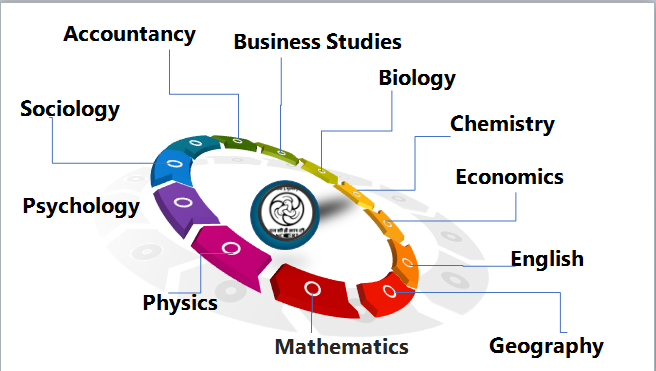 Accountancy
Business Studies
Biology
Sociology
Chemistry
Economics
Psychology
English
Physics
Mathematics
Geography